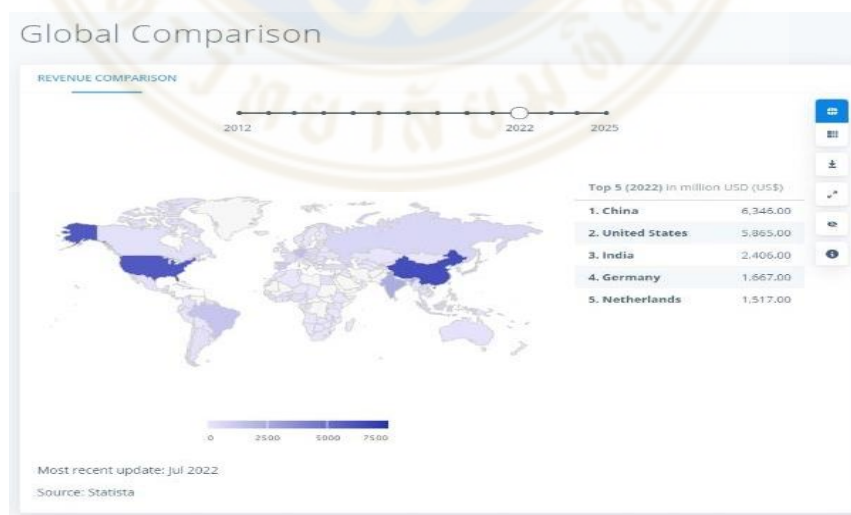 Global Comparison
REVENUE COMPARISON
2012 2022 2025
Top 5 (2022) in million USD (US$)
1. China 6,346.00
2. United States 5,865.00
3. India 2,406.00
4. Germany 1,667.00
5. Netherlands 1,517.00
0 2500 5000 7500
Most recent update: Jul 2022
Source: Statista